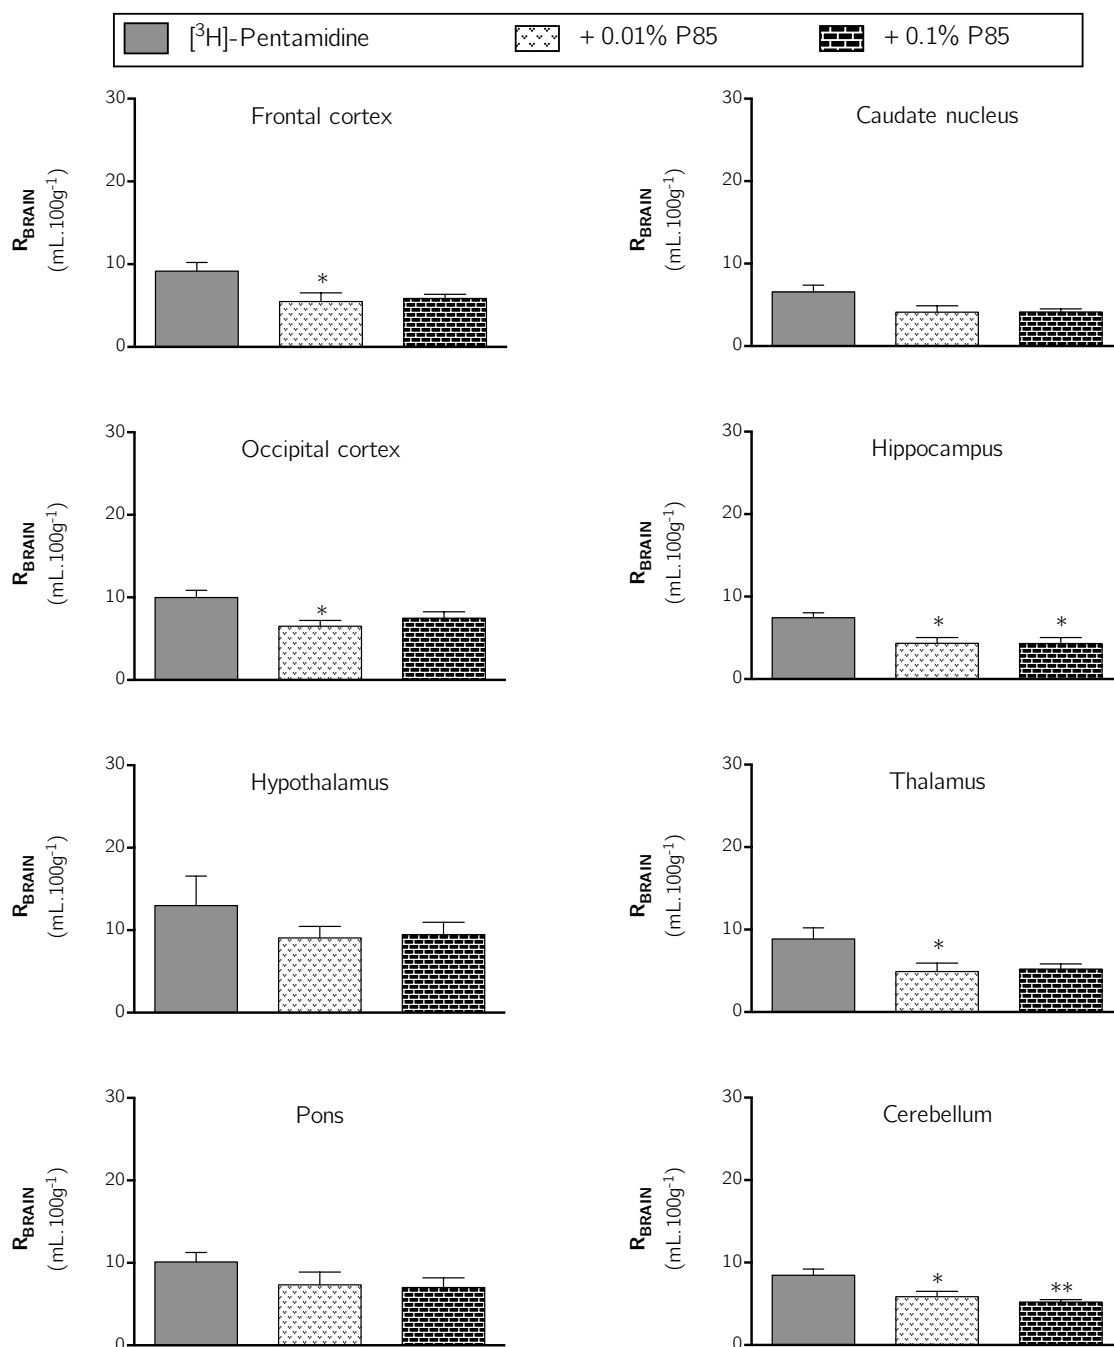 [³H]-Pentamidine + 0.01% P85 + 0.1% P85
Frontal cortex
30
20
10
0
R_BRAIN
(mL.100g⁻¹)
*
Caudate nucleus
30
20
10
0
R_BRAIN
(mL.100g⁻¹)
Occipital cortex
30
20
10
0
R_BRAIN
(mL.100g⁻¹)
*
Hippocampus
30
20
10
0
R_BRAIN
(mL.100g⁻¹)
* *
Hypothalamus
30
20
10
0
R_BRAIN
(mL.100g⁻¹)
Thalamus
30
20
10
0
R_BRAIN
(mL.100g⁻¹)
*
Pons
30
20
10
0
R_BRAIN
(mL.100g⁻¹)
Cerebellum
30
20
10
0
R_BRAIN
(mL.100g⁻¹)
* **